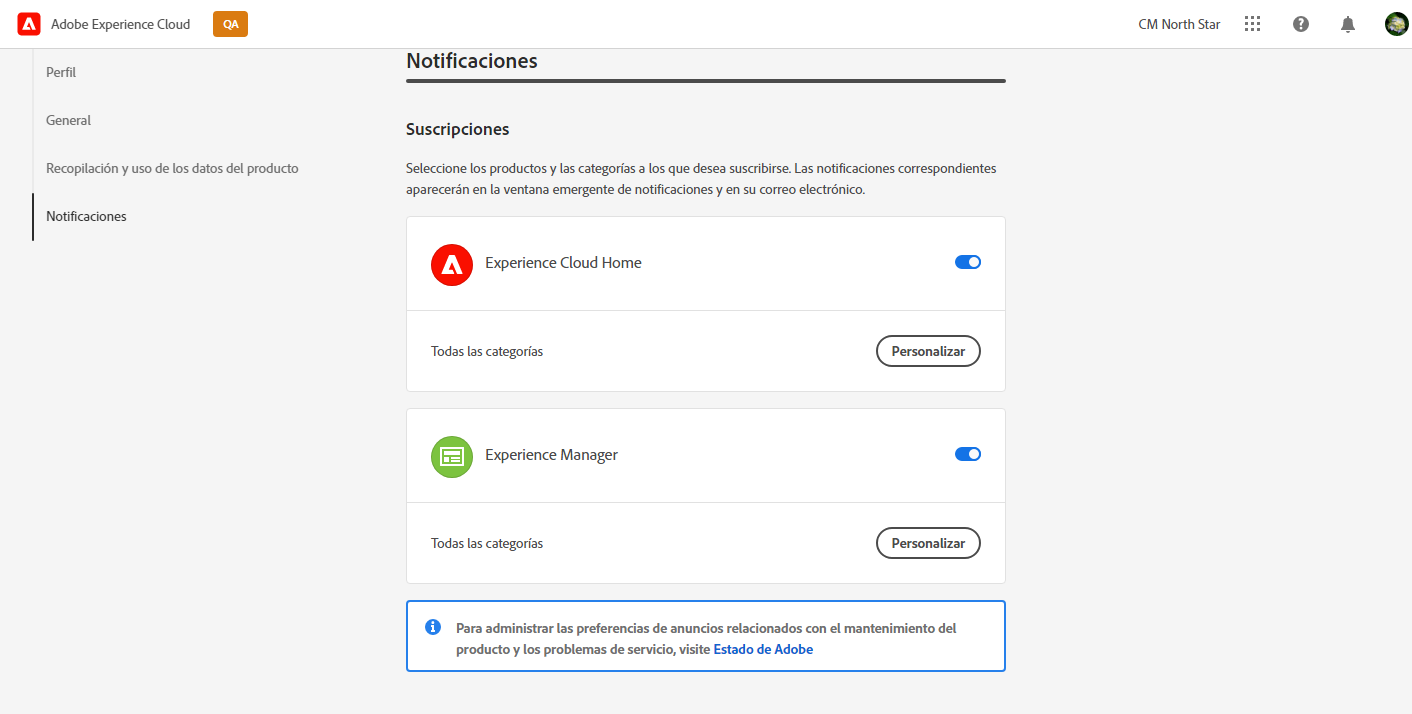 Adobe Experience Cloud
QA
CM North Star
Perfil
General
Recopilación y uso de los datos del producto
Notificaciones
Notificaciones
Suscripciones
Seleccione los productos y las categorías a los que desea suscribirse. Las notificaciones correspondientes
aparecerán en la ventana emergente de notificaciones y en su correo electrónico.
Experience Cloud Home
Todas las categorías
Personalizar
Experience Manager
Todas las categorías
Personalizar
Para administrar las preferencias de anuncios relacionados con el mantenimiento del
producto y los problemas de servicio, visite Estado de Adobe